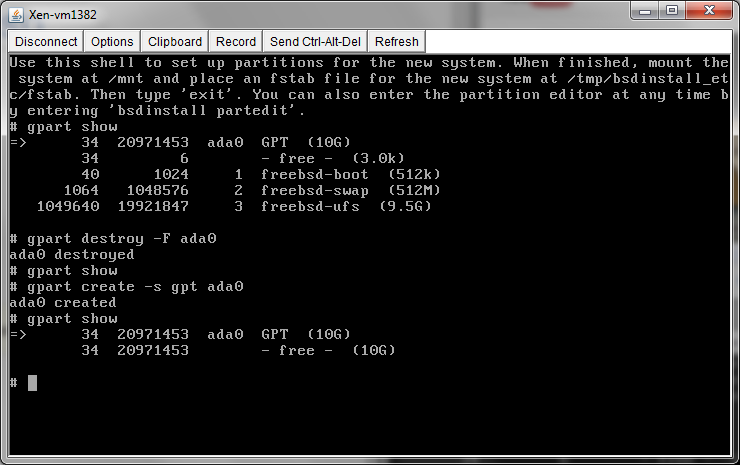 Xen-vm1382
Disconnect Options Clipboard Record Send Ctrl-Alt-Del Refresh
Use this shell to set up partitions for the new system. When finished, mount the
 system at /mnt and place an fstab file for the new system at /tmp/bsdinstall_et
c/fstab. Then type 'exit'. You can also enter the partition editor at any time b
y entering 'bsdinstall partedit'.
# gpart show
=>      34  20971453  ada0  GPT  (10G)
        34         6        - free -  (3.0k)
        40      1024     1  freebsd-boot  (512k)
      1064   1048576     2  freebsd-swap  (512M)
   1049640  19921847     3  freebsd-ufs  (9.5G)
# gpart destroy -F ada0
ada0 destroyed
# gpart show
# gpart create -s gpt ada0
ada0 created
# gpart show
=>      34  20971453  ada0  GPT  (10G)
        34  20971453        - free -  (10G)
#